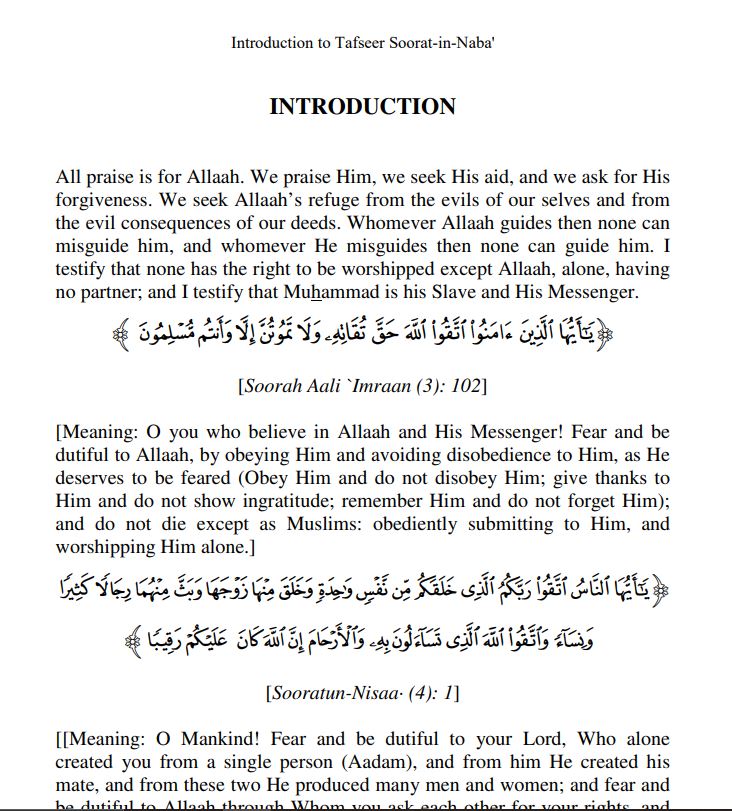 Introduction to Tafseer Soorat-in-Naba'
INTRODUCTION
All praise is for Allaah. We praise Him, we seek His aid, and we ask for His
forgiveness. We seek Allaah’s refuge from the evils of our selves and from
the evil consequences of our deeds. Whomever Allaah guides then none can
misguide him, and whomever He misguides then none can guide him. I
testify that none has the right to be worshipped except Allaah, alone, having
no partner; and I testify that Muhammad is his Slave and His Messenger.
﴿يَـٰٓأَيُّهَا ٱلَّذِينَ ءَامَنُوا۟ ٱتَّقُوا۟ ٱللَّهَ حَقَّ تُقَاتِهِۦ وَلَا تَمُوتُنَّ إِلَّا وَأَنتُم مُّسْلِمُونَ ﴾
[Soorah Aali `Imraan (3): 102]
[Meaning: O you who believe in Allaah and His Messenger! Fear and be
dutiful to Allaah, by obeying Him and avoiding disobedience to Him, as He
deserves to be feared (Obey Him and do not disobey Him; give thanks to
Him and do not show ingratitude; remember Him and do not forget Him);
and do not die except as Muslims: obediently submitting to Him, and
worshipping Him alone.]
﴿يَـٰٓأَيُّهَا ٱلنَّاسُ ٱتَّقُوا۟ رَبَّكُمُ ٱلَّذِى خَلَقَكُم مِّن نَّفْسٍ وَٰحِدَةٍ وَخَلَقَ مِنْهَا زَوْجَهَا وَبَثَّ مِنْهُمَا رِجَالًا كَثِيرًا
وَنِسَآءً وَٱتَّقُوا۟ ٱللَّهَ ٱلَّذِى تَسَآءَلُونَ بِهِۦ وَٱلْأَرْحَامَ إِنَّ ٱللَّهَ كَانَ عَلَيْكُمْ رَقِيبًا ﴾
[Sooratun-Nisaa· (4): 1]
[[Meaning: O Mankind! Fear and be dutiful to your Lord, Who alone
created you from a single person (Aadam), and from him He created his
mate, and from these two He produced many men and women; and fear and
be dutiful to Allaah through Whom you ask each other for your rights, and